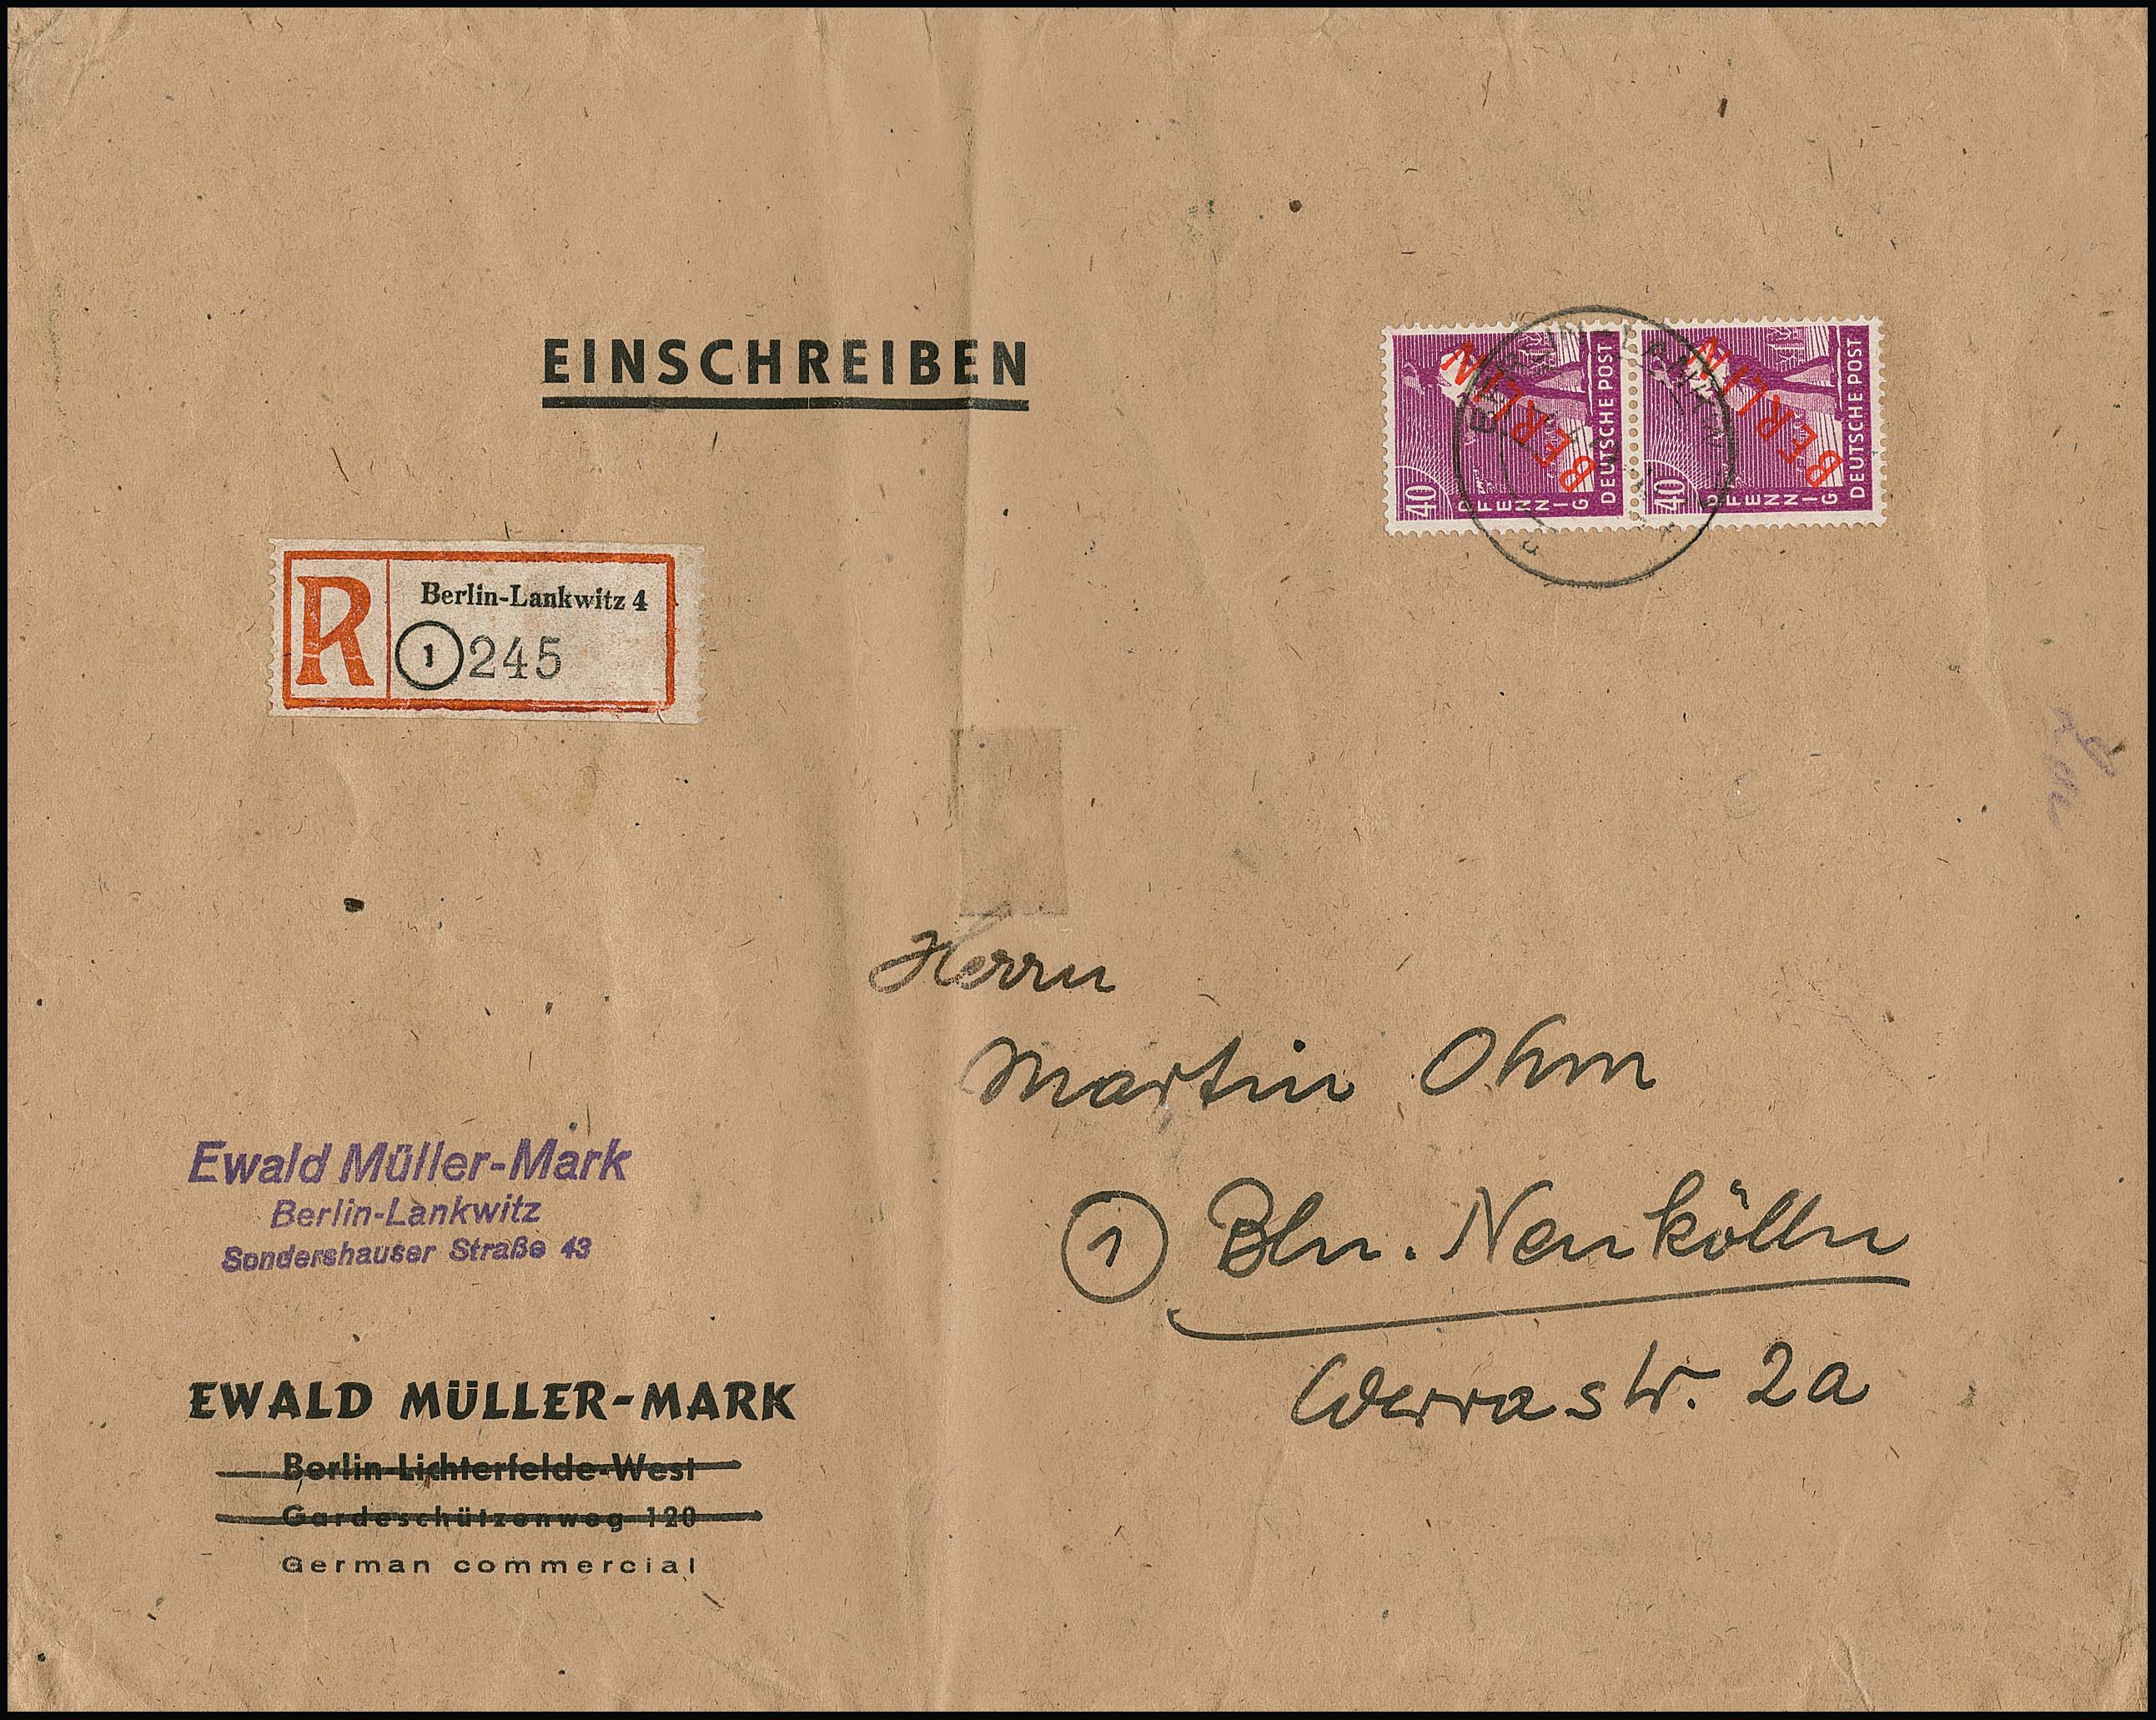 EINSCHREIBEN
BERLIN
40
PFENNIG
DEUTSCHE POST
BERLIN
40
PFENNIG
DEUTSCHE POST
R
Berlin-Lankwitz 4
1 245
Herrn
Martin Ohm
1 Bln. Neukölln
Werrastr. 2a
Ewald Müller-Mark
Berlin-Lankwitz
Sondershauser Straße 43
EWALD MÜLLER-MARK
Berlin-Lichterfelde-West
Gardeschützenweg 120
German commercial